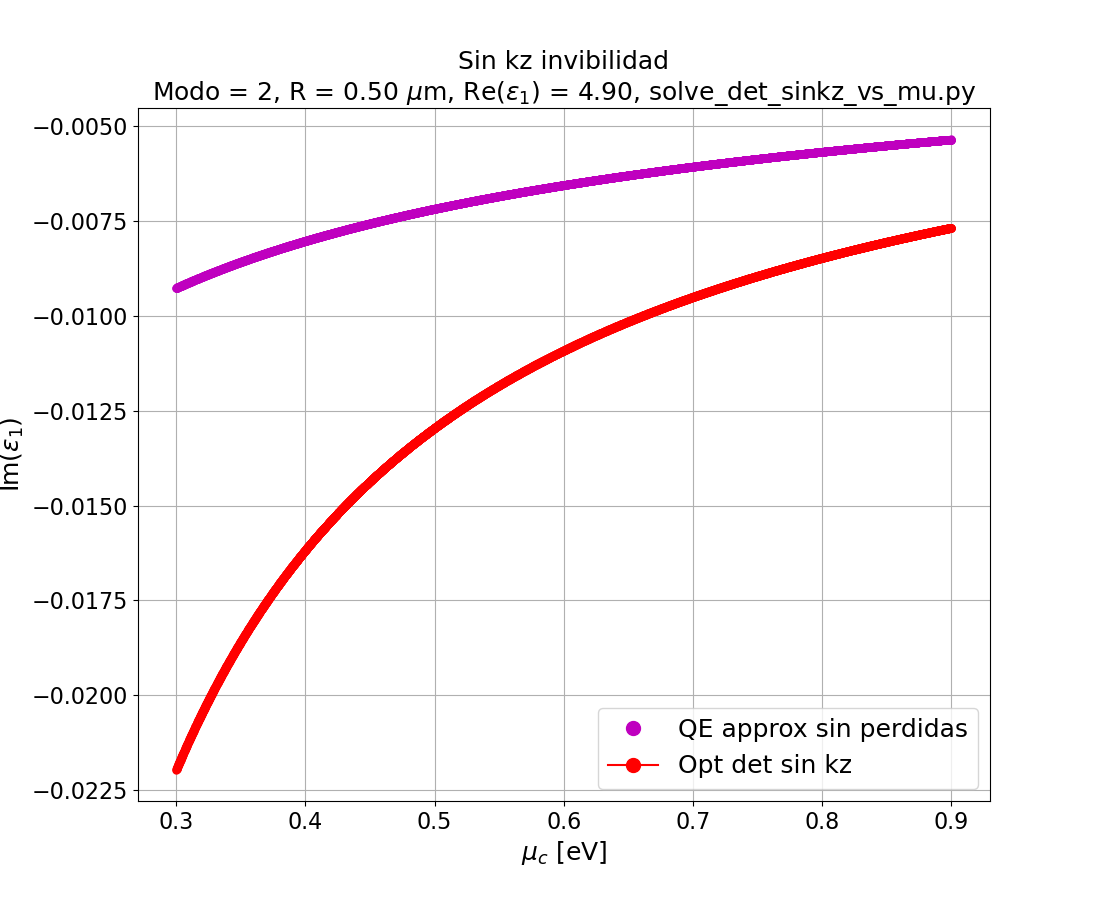 Sin kz invibilidad
Modo = 2, R = 0.50 μm, Re(ε₁) = 4.90, solve_det_sinkz_vs_mu.py
Im(ε₁)
−0.0050
−0.0075
−0.0100
−0.0125
−0.0150
−0.0175
−0.0200
−0.0225
QE approx sin perdidas
Opt det sin kz
0.3 0.4 0.5 0.6 0.7 0.8 0.9
μ_c [eV]